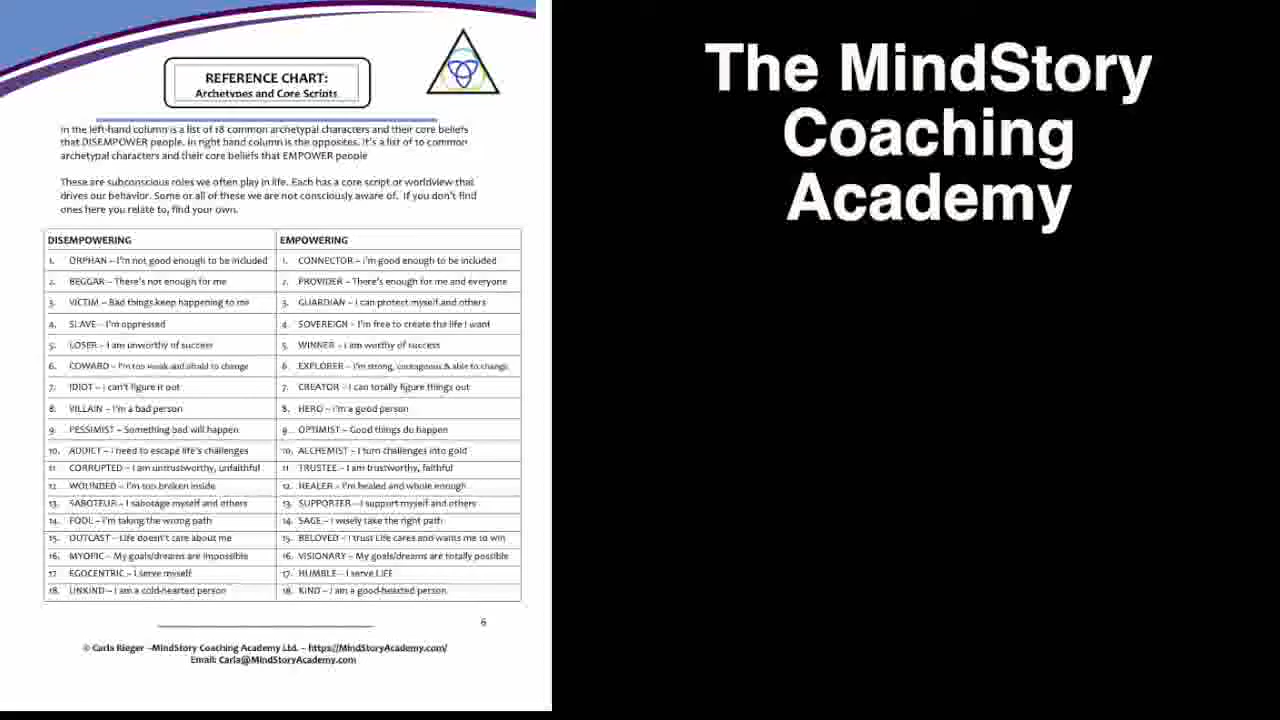 REFERENCE CHART:
Archetypes and Core Scripts
In the left-hand column is a list of 18 common archetypal characters and their core beliefs
that DISEMPOWER people. In right hand column is the opposites. It's a list of 10 common
archetypal characters and their core beliefs that EMPOWER people
These are subconscious roles we often play in life. Each has a core script or worldview that
drives our behavior. Some or all of these we are not consciously aware of. If you don't find
ones here you relate to, find your own.
DISEMPOWERING EMPOWERING
1. ORPHAN – I'm not good enough to be included 1. CONNECTOR – I'm good enough to be included
2. BEGGAR – There's not enough for me 2. PROVIDER – There's enough for me and everyone
3. VICTIM – Bad things keep happening to me 3. GUARDIAN – I can protect myself and others
4. SLAVE – I'm oppressed 4. SOVEREIGN – I'm free to create the life I want
5. LOSER – I am unworthy of success 5. WINNER – I am worthy of success
6. COWARD – I'm too weak and afraid to change 6. EXPLORER – I'm strong, courageous & able to change
7. IDIOT – I can't figure it out 7. CREATOR – I can totally figure things out
8. VILLAIN – I'm a bad person 8. HERO – I'm a good person
9. PESSIMIST – Something bad will happen 9. OPTIMIST – Good things do happen
10. ADDICT – I need to escape life's challenges 10. ALCHEMIST – I turn challenges into gold
11. CORRUPTED – I am untrustworthy, unfaithful 11. TRUSTEE – I am trustworthy, faithful
12. WOUNDED – I'm too broken inside 12. HEALER – I'm healed and whole enough
13. SABOTEUR – I sabotage myself and others 13. SUPPORTER – I support myself and others
14. FOOL – I'm taking the wrong path 14. SAGE – I wisely take the right path
15. OUTCAST – Life doesn't care about me 15. BELOVED – I trust Life cares and wants me to win
16. MYOPIC – My goals/dreams are impossible 16. VISIONARY – My goals/dreams are totally possible
17. EGOCENTRIC – I serve myself 17. HUMBLE – I serve LIFE
18. UNKIND – I am a cold-hearted person 18. KIND – I am a good-hearted person
6
© Carla Rieger –MindStory Coaching Academy Ltd. – https://MindStoryAcademy.com/
Email: Carla@MindStoryAcademy.com
The MindStory
Coaching
Academy